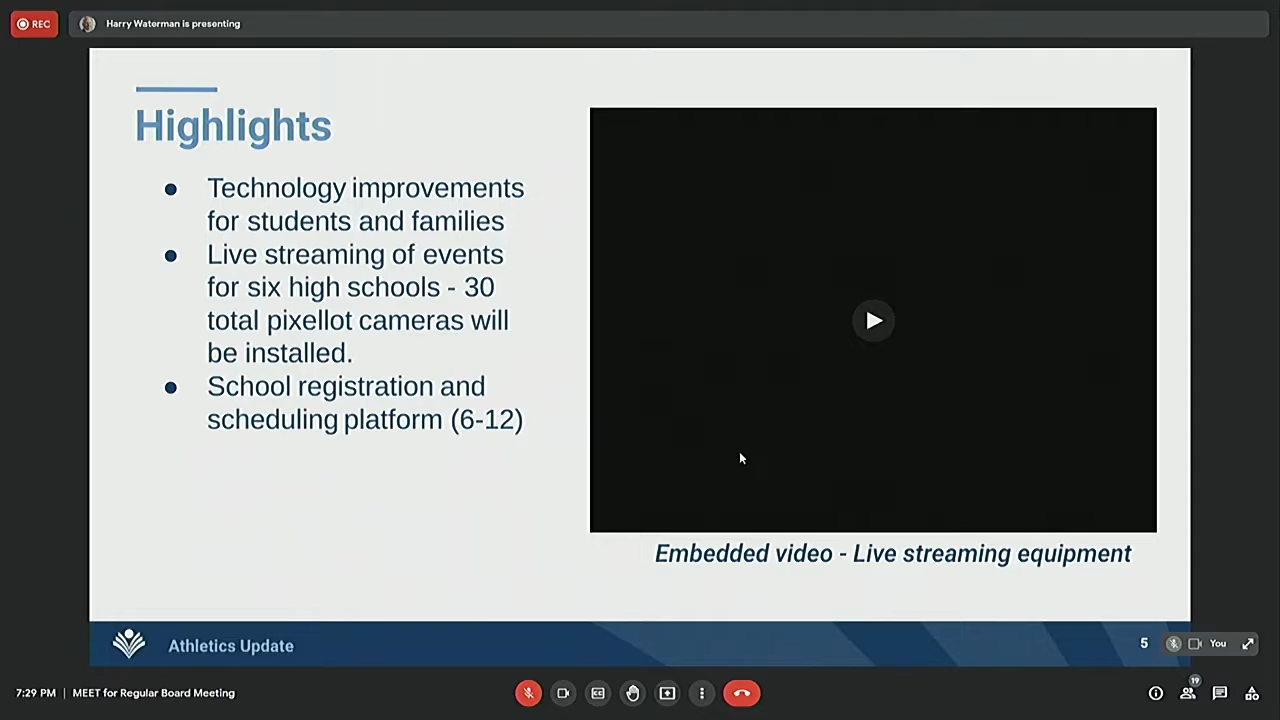 REC
Harry Waterman is presenting
Highlights
● Technology improvements
for students and families
● Live streaming of events
for six high schools - 30
total pixellot cameras will
be installed.
● School registration and
scheduling platform (6-12)
Embedded video - Live streaming equipment
Athletics Update
5
You
7:29 PM | MEET for Regular Board Meeting
19